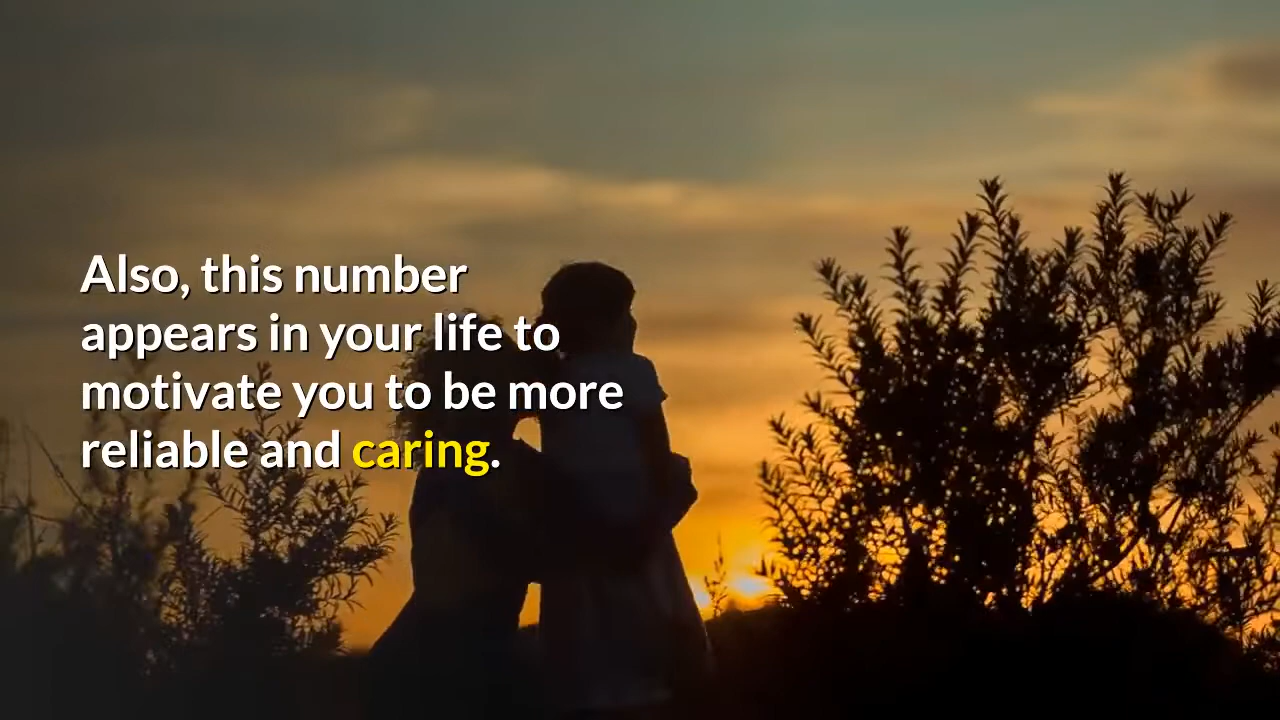 Also, this number
appears in your life to
motivate you to be more
reliable and caring.